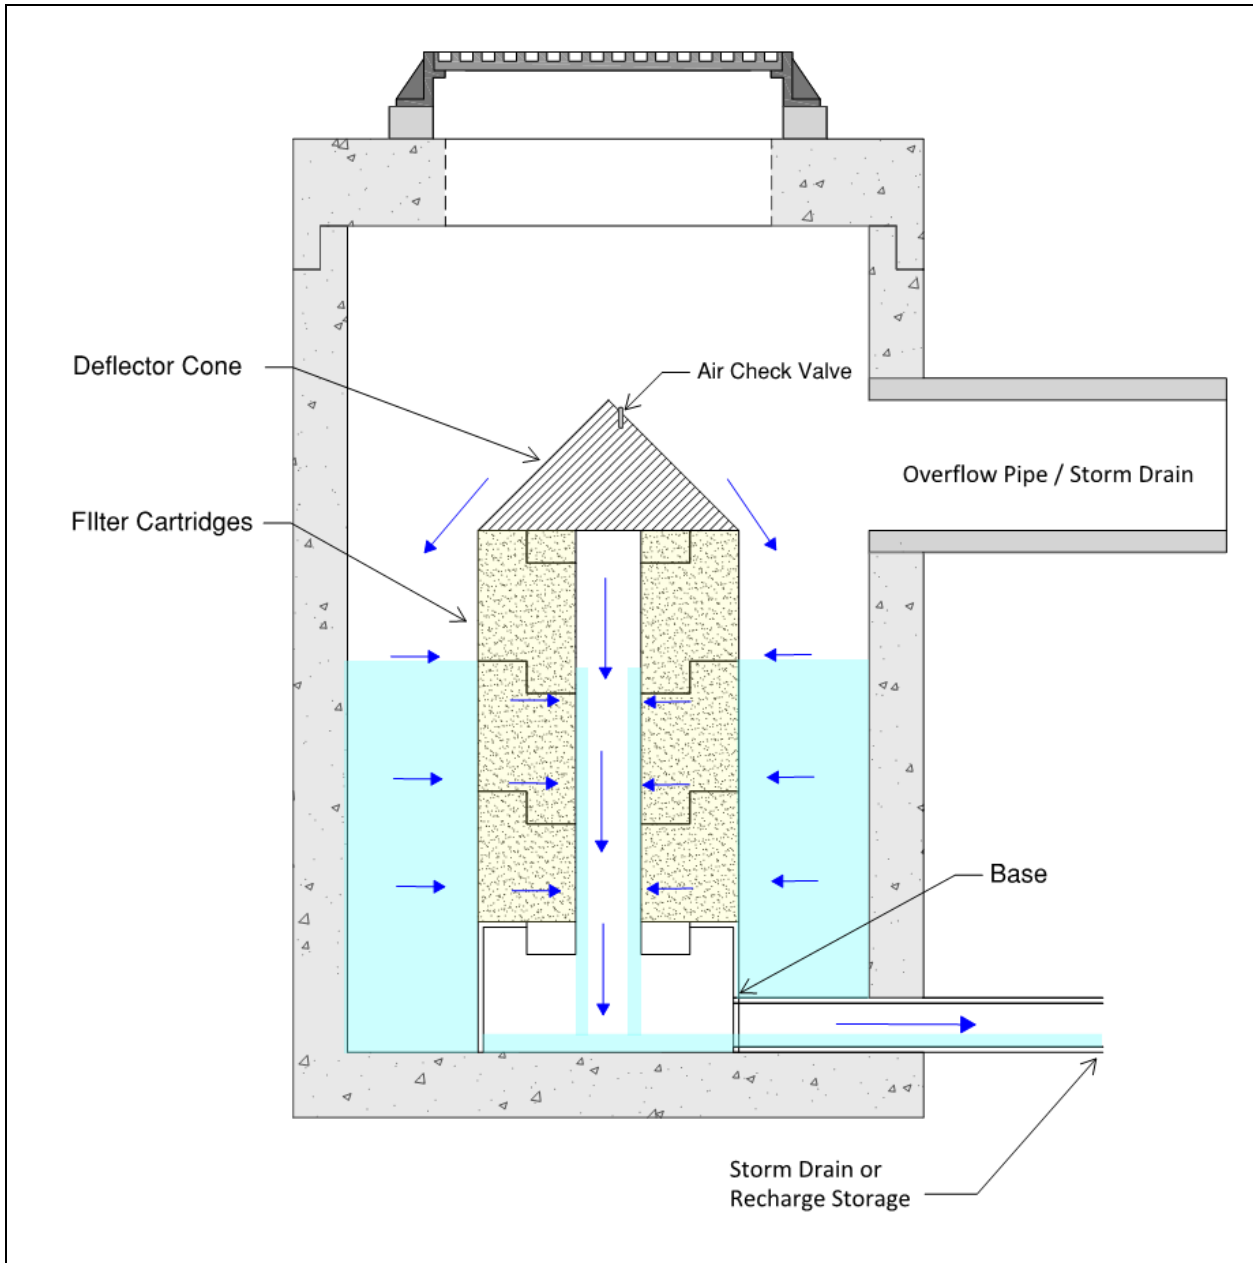 Deflector Cone
Air Check Valve
Overflow Pipe / Storm Drain
FIlter Cartridges
Base
Storm Drain or
Recharge Storage